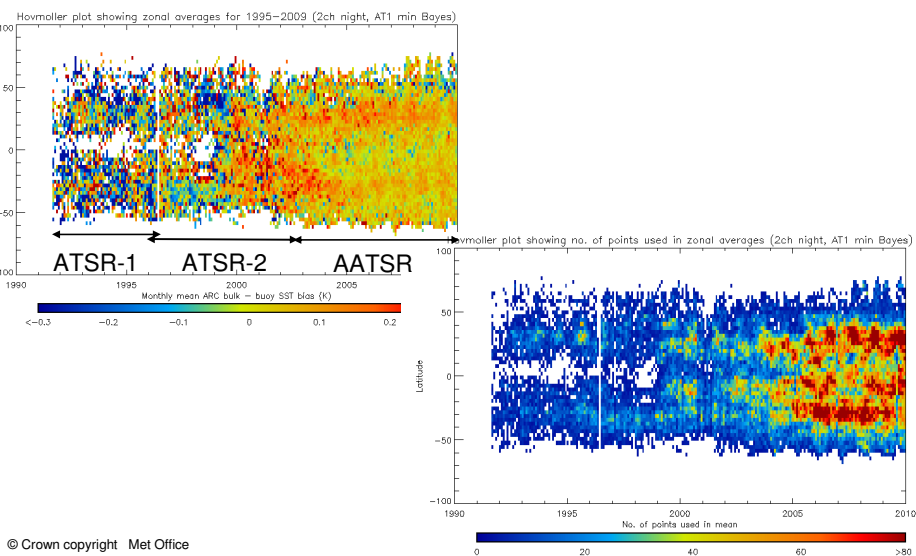 Hovmoller plot showing zonal averages for 1995-2009 (2ch night, AT1 min Bayes)
100
50
0
-50
-100
ATSR-1 ATSR-2 AATSR
1990 1995 2000 2005
Monthly mean ARC bulk - buoy SST bias (K)
<-0.3 -0.2 -0.1 0 0.1 0.2
Hovmoller plot showing no. of points used in zonal averages (2ch night, AT1 min Bayes)
100
50
0
-50
-100
Latitude
1990 1995 2000 2005 2010
No. of points used in mean
0 20 40 60 >80
© Crown copyright Met Office